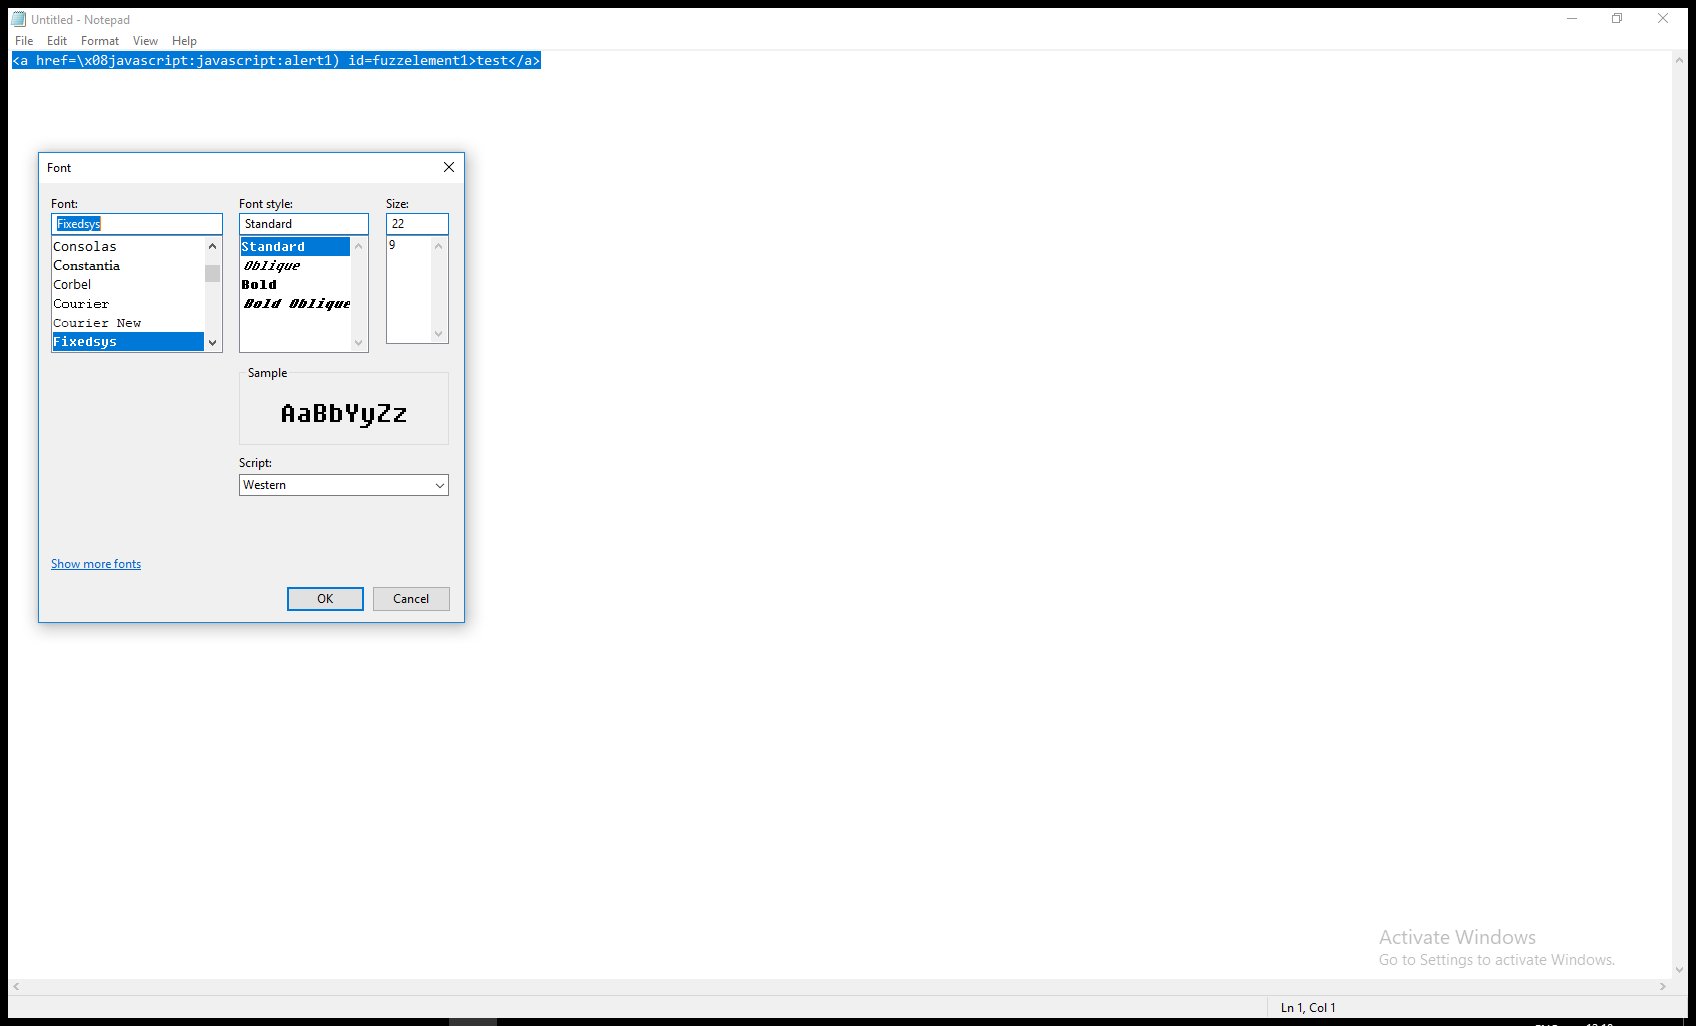 Untitled - Notepad
File Edit Format View Help
<a href=\x08javascript:javascript:alert1) id=fuzzelement1>test</a>
Font
Font: Font style: Size:
Fixedsys Standard 22
Consolas Standard 9
Constantia Oblique
Corbel Bold
Courier Bold Oblique
Courier New
Fixedsys
Sample
AaBbYyZz
Script:
Western
Show more fonts
OK Cancel
Activate Windows
Go to Settings to activate Windows.
Ln 1, Col 1